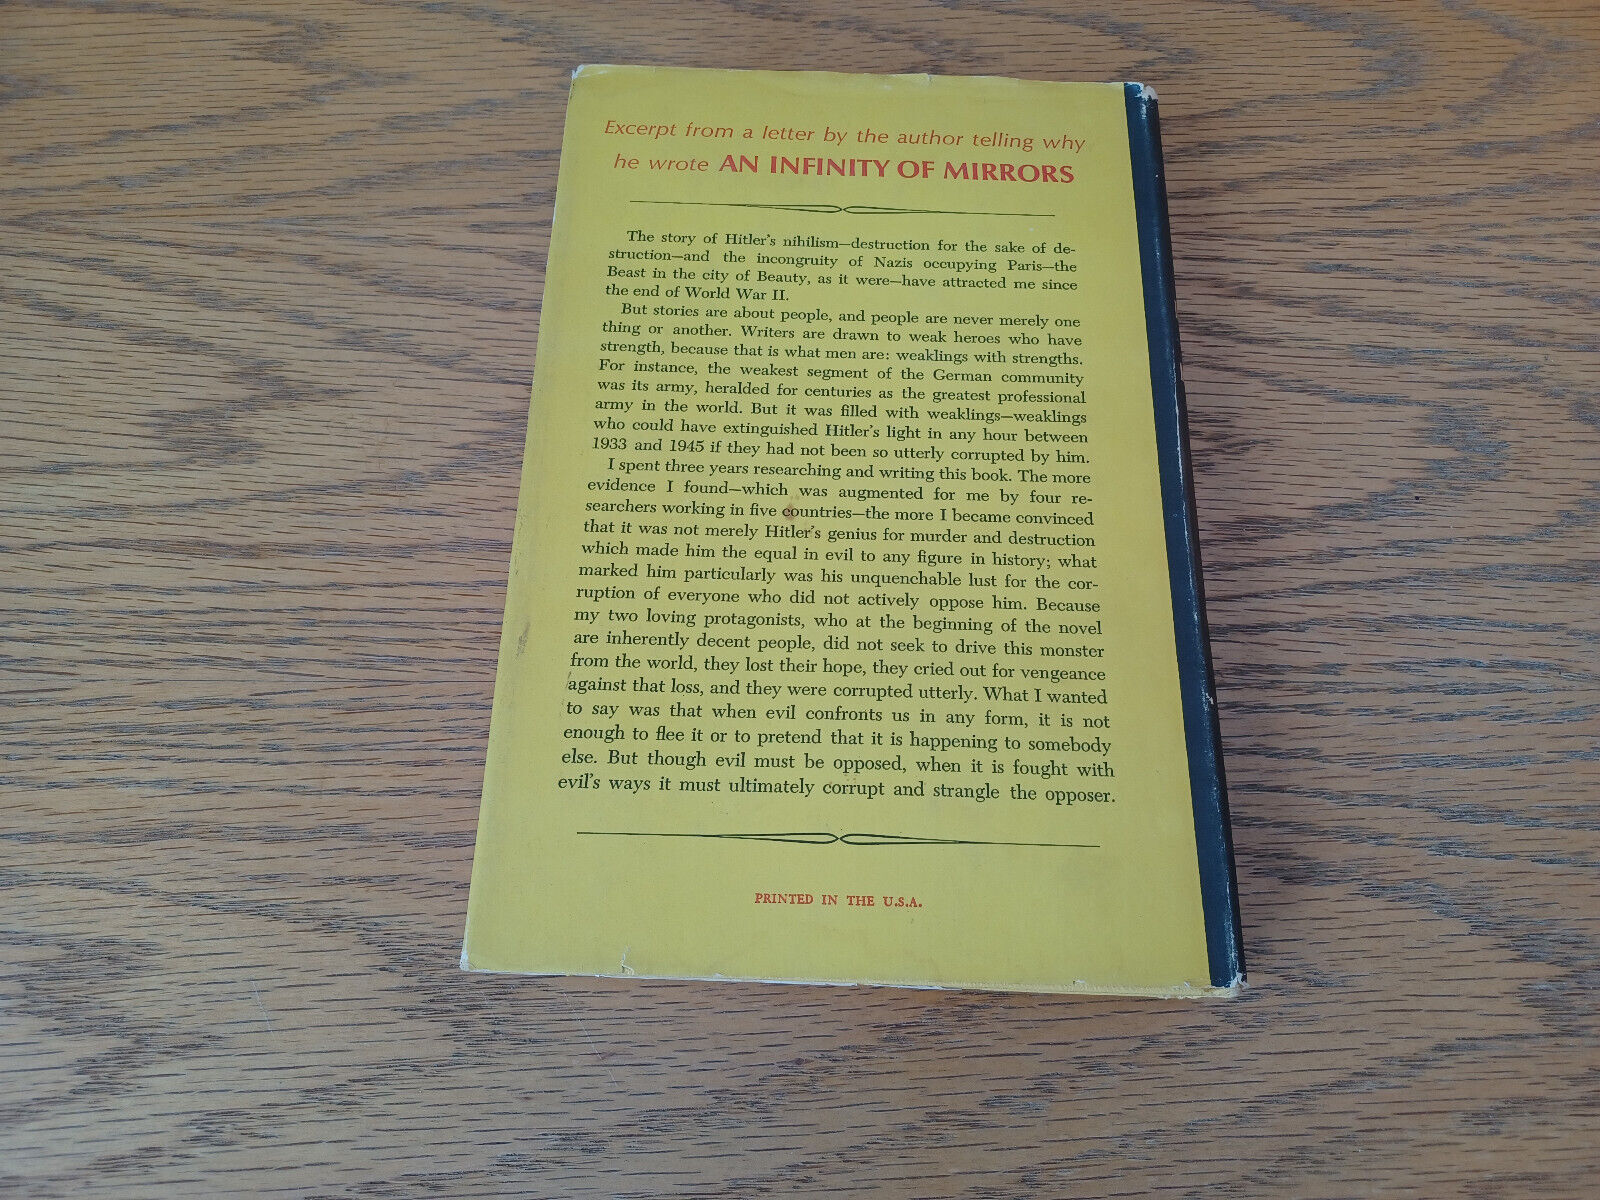 Excerpt from a letter by the author telling why
he wrote AN INFINITY OF MIRRORS
The story of Hitler's nihilism—destruction for the sake of de-
struction—and the incongruity of Nazis occupying Paris—the
Beast in the city of Beauty, as it were—have attracted me since
the end of World War II.
But stories are about people, and people are never merely one
thing or another. Writers are drawn to weak heroes who have
strength, because that is what men are: weaklings with strengths.
For instance, the weakest segment of the German community
was its army, heralded for centuries as the greatest professional
army in the world. But it was filled with weaklings—weaklings
who could have extinguished Hitler's light in any hour between
1933 and 1945 if they had not been so utterly corrupted by him.
I spent three years researching and writing this book. The more
evidence I found—which was augmented for me by four re-
searchers working in five countries—the more I became convinced
that it was not merely Hitler's genius for murder and destruction
which made him the equal in evil to any figure in history; what
marked him particularly was his unquenchable lust for the cor-
ruption of everyone who did not actively oppose him. Because
my two loving protagonists, who at the beginning of the novel
are inherently decent people, did not seek to drive this monster
from the world, they lost their hope, they cried out for vengeance
against that loss, and they were corrupted utterly. What I wanted
to say was that when evil confronts us in any form, it is not
enough to flee it or to pretend that it is happening to somebody
else. But though evil must be opposed, when it is fought with
evil's ways it must ultimately corrupt and strangle the opposer.
PRINTED IN THE U.S.A.